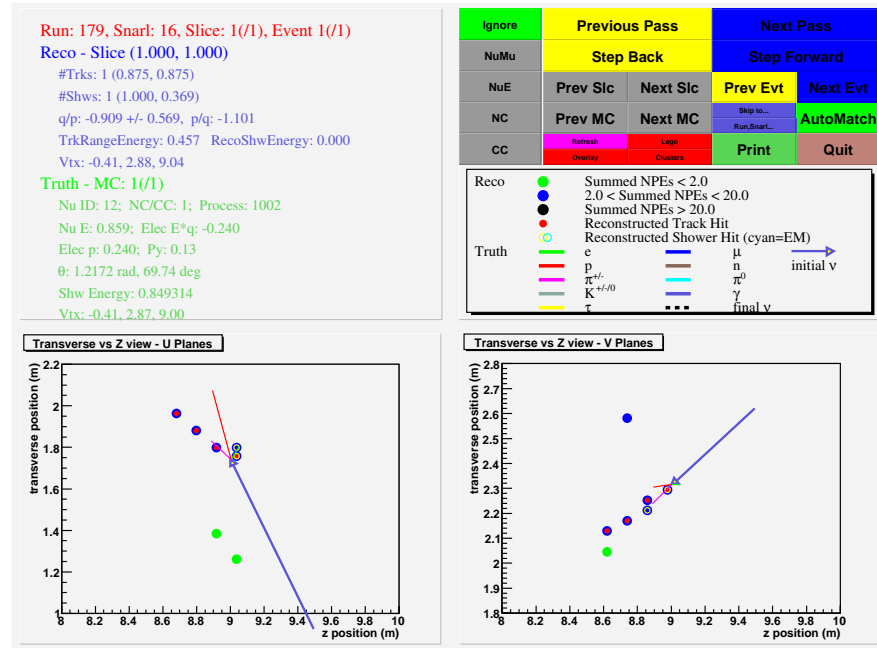 Run: 179, Snarl: 16, Slice: 1(/1), Event 1(/1)
Reco - Slice (1.000, 1.000)
#Trks: 1 (0.875, 0.875)
#Shws: 1 (1.000, 0.369)
q/p: -0.909 +/- 0.569, p/q: -1.101
TrkRangeEnergy: 0.457 RecoShwEnergy: 0.000
Vtx: -0.41, 2.88, 9.04
Truth - MC: 1(/1)
Nu ID: 12; NC/CC: 1; Process: 1002
Nu E: 0.859; Elec E*q: -0.240
Elec p: 0.240; Py: 0.13
θ: 1.2172 rad, 69.74 deg
Shw Energy: 0.849314
Vtx: -0.41, 2.87, 9.00
Ignore Previous Pass Next Pass
NuMu Step Back Step Forward
NuE Prev Slc Next Slc Prev Evt Next Evt
NC Prev MC Next MC Skip to... Run,Snarl... AutoMatch
CC Refresh Overlay Lego Clusters Print Quit
Reco Summed NPEs < 2.0
2.0 < Summed NPEs < 20.0
Summed NPEs > 20.0
Reconstructed Track Hit
Reconstructed Shower Hit (cyan=EM)
Truth e μ
p n initial ν
π+/- π0
K+/-/0 γ
τ final ν
Transverse vs Z view - U Planes
transverse position (m)
2.2
2
1.8
1.6
1.4
1.2
1
8 8.2 8.4 8.6 8.8 9 9.2 9.4 9.6 9.8 10
z position (m)
Transverse vs Z view - V Planes
transverse position (m)
2.8
2.7
2.6
2.5
2.4
2.3
2.2
2.1
2
1.9
1.8
8 8.2 8.4 8.6 8.8 9 9.2 9.4 9.6 9.8 10
z position (m)